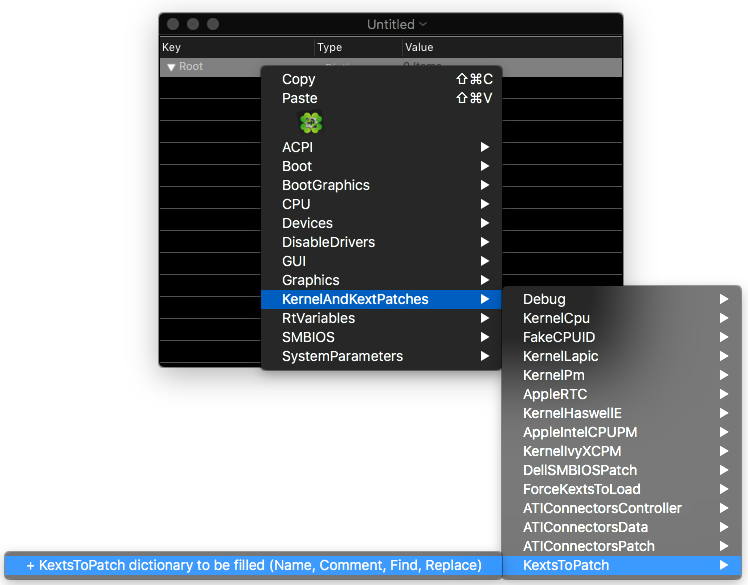 Untitled
Key Type Value
Root
Copy ⇧⌘C
Paste ⇧⌘V
ACPI
Boot
BootGraphics
CPU
Devices
DisableDrivers
GUI
Graphics
KernelAndKextPatches
RtVariables
SMBIOS
SystemParameters
Debug
KernelCpu
FakeCPUID
KernelLapic
KernelPm
AppleRTC
KernelHaswellE
AppleIntelCPUPM
KernelIvyXCPM
DellSMBIOSPatch
ForceKextsToLoad
ATIConnectorsController
ATIConnectorsData
ATIConnectorsPatch
KextsToPatch
+ KextsToPatch dictionary to be filled (Name, Comment, Find, Replace)